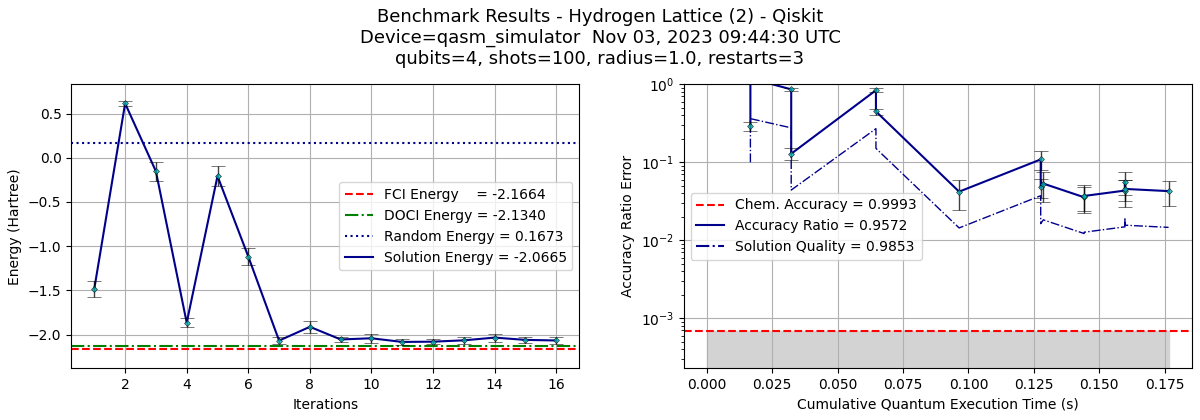 Benchmark Results - Hydrogen Lattice (2) - Qiskit
Device=qasm_simulator  Nov 03, 2023 09:44:30 UTC
qubits=4, shots=100, radius=1.0, restarts=3
Energy (Hartree)
0.5
0.0
−0.5
−1.0
−1.5
−2.0
FCI Energy    = -2.1664
DOCI Energy = -2.1340
Random Energy = 0.1673
Solution Energy = -2.0665
2 4 6 8 10 12 14 16
Iterations
Accuracy Ratio Error
10⁰
10⁻¹
10⁻²
10⁻³
Chem. Accuracy = 0.9993
Accuracy Ratio = 0.9572
Solution Quality = 0.9853
0.000 0.025 0.050 0.075 0.100 0.125 0.150 0.175
Cumulative Quantum Execution Time (s)